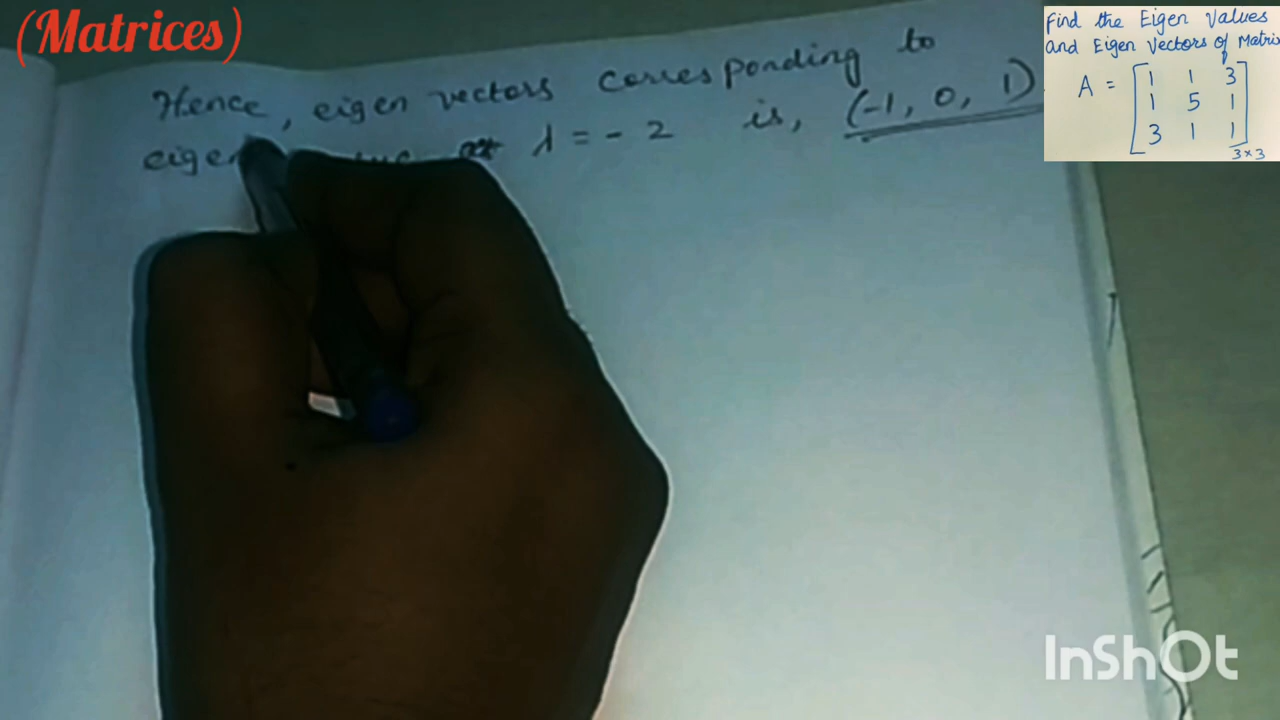 (Matrices)
Hence, eigen vectors corresponding to
λ = - 2 is, (-1, 0, 1)
Find the Eigen Values
and Eigen Vectors of Matri
A = [1 1 3
1 5 1
3 1 1] 3×3
InShOt